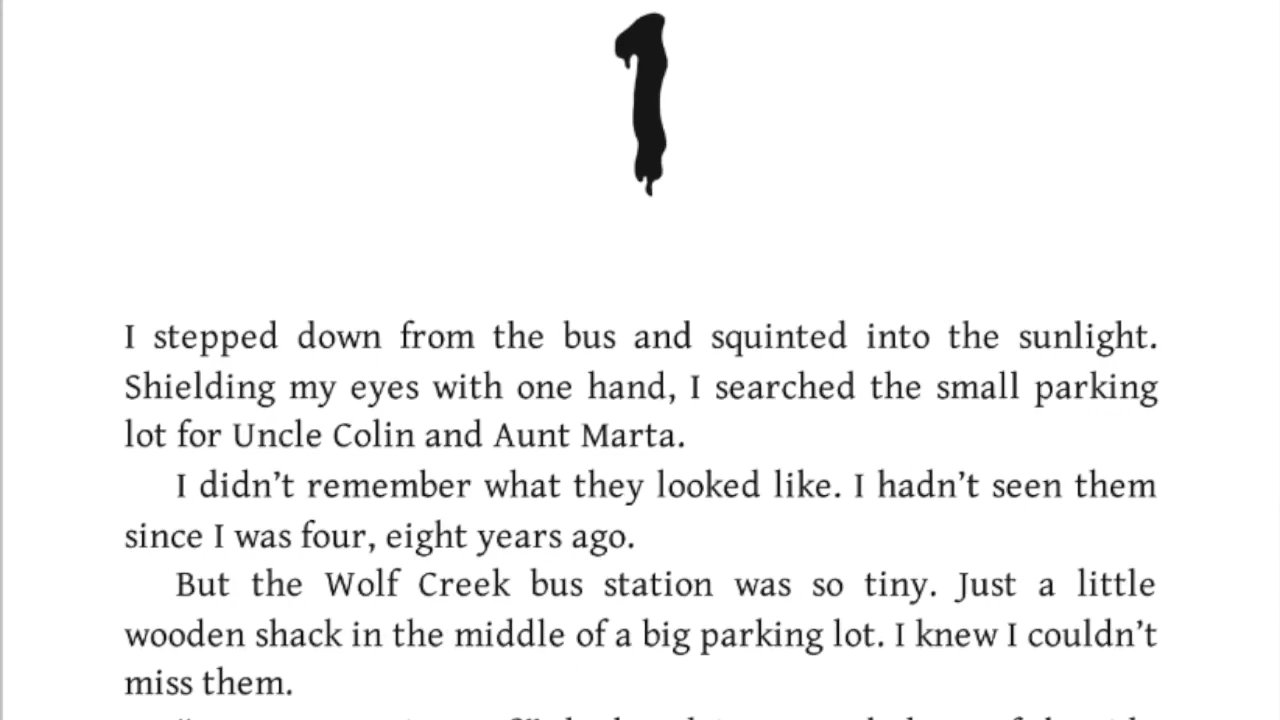 1
I stepped down from the bus and squinted into the sunlight.
Shielding my eyes with one hand, I searched the small parking
lot for Uncle Colin and Aunt Marta.
I didn’t remember what they looked like. I hadn’t seen them
since I was four, eight years ago.
But the Wolf Creek bus station was so tiny. Just a little
wooden shack in the middle of a big parking lot. I knew I couldn’t
miss them.